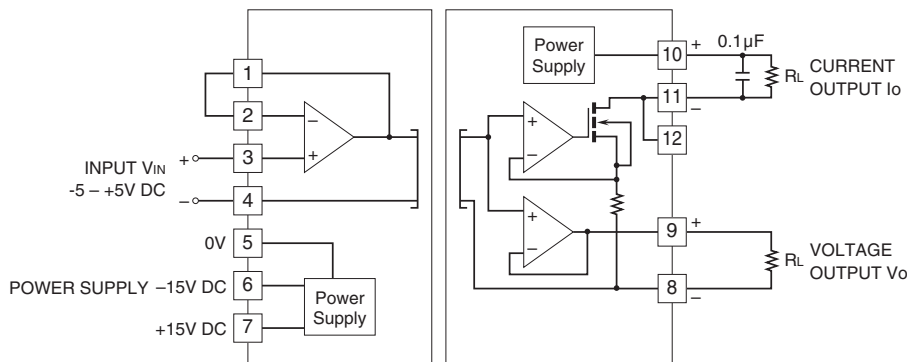 1
2
3
4
5
6
7
INPUT VIN
-5 – +5V DC
+
–
0V
POWER SUPPLY –15V DC
+15V DC
–
+
Power
Supply
Power
Supply
10
11
12
9
8
+
–
+
–
+
–
+
–
0.1μF
RL
CURRENT
OUTPUT Io
RL
VOLTAGE
OUTPUT Vo